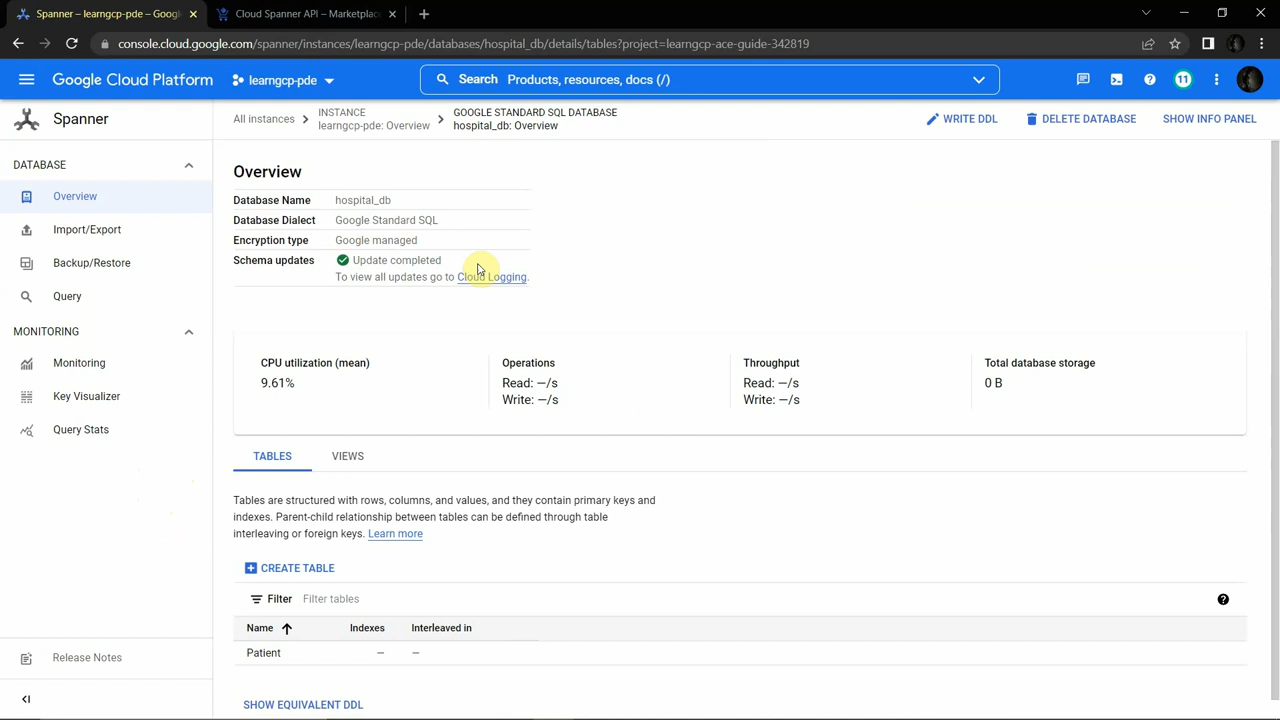 Spanner – learngcp-pde – Googl
Cloud Spanner API – Marketplac
console.cloud.google.com/spanner/instances/learngcp-pde/databases/hospital_db/details/tables?project=learngcp-ace-guide-342819
Google Cloud Platform
learngcp-pde
Search Products, resources, docs (/)
11
Spanner
All instances
INSTANCE
learngcp-pde: Overview
GOOGLE STANDARD SQL DATABASE
hospital_db: Overview
WRITE DDL
DELETE DATABASE
SHOW INFO PANEL
DATABASE
Overview
Import/Export
Backup/Restore
Query
MONITORING
Monitoring
Key Visualizer
Query Stats
Release Notes
Overview
Database Name hospital_db
Database Dialect Google Standard SQL
Encryption type Google managed
Schema updates Update completed
To view all updates go to Cloud Logging.
CPU utilization (mean)
9.61%
Operations
Read: —/s
Write: —/s
Throughput
Read: —/s
Write: —/s
Total database storage
0 B
TABLES
VIEWS
Tables are structured with rows, columns, and values, and they contain primary keys and
indexes. Parent-child relationship between tables can be defined through table
interleaving or foreign keys. Learn more
CREATE TABLE
Filter Filter tables
Name Indexes Interleaved in
Patient — —
SHOW EQUIVALENT DDL